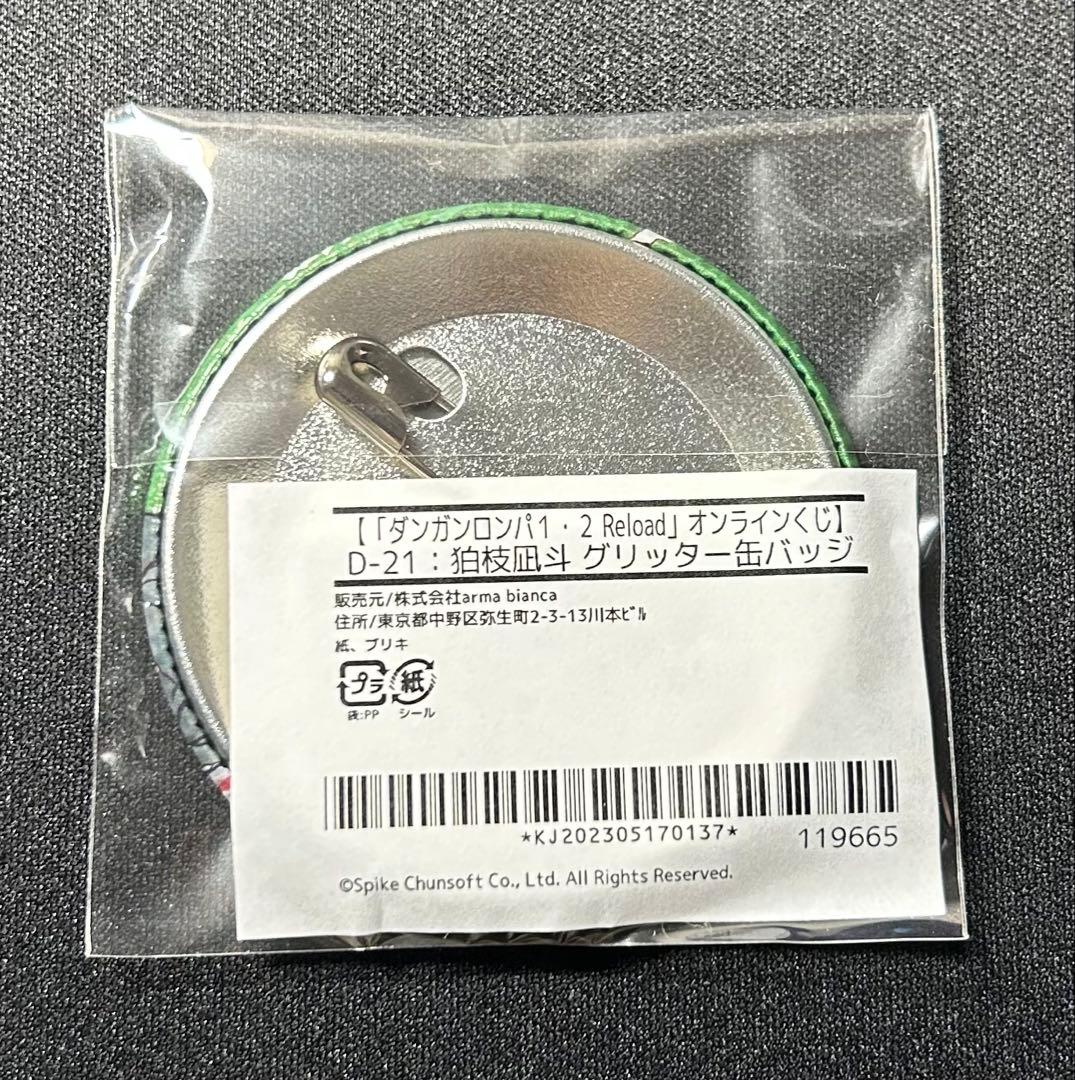 【「ダンガンロンパ1・2 Reload」オンラインくじ】
D-21：狛枝凪斗 グリッター缶バッジ
販売元/株式会社arma bianca
住所/東京都中野区弥生町2-3-13川本ﾋﾞﾙ
紙、ブリキ
プラ 紙
袋:PP シール
*KJ202305170137* 119665
©Spike Chunsoft Co., Ltd. All Rights Reserved.